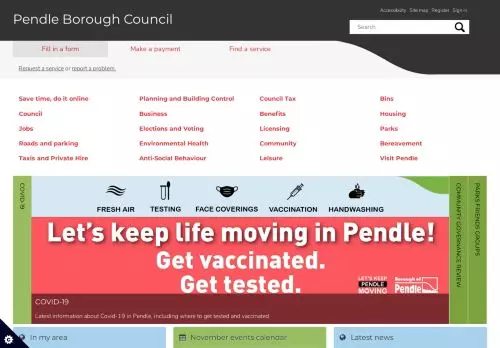 Pendle Borough Council
Accessibility Site map Register Sign in
Search
Fill in a form Make a payment Find a service
Request a service or report a problem.
Save time, do it online Planning and Building Control Council Tax Bins
Council Business Benefits Housing
Jobs Elections and Voting Licensing Parks
Roads and parking Environmental Health Community Bereavement
Taxis and Private Hire Anti-Social Behaviour Leisure Visit Pendle
COVID-19
FRESH AIR TESTING FACE COVERINGS VACCINATION HANDWASHING
Let's keep life moving in Pendle!
Get vaccinated.
Get tested.
LET'S KEEP
PENDLE
MOVING
Borough of
Pendle
COVID-19
Latest information about Covid-19 in Pendle, including where to get tested and vaccinated
COMMUNITY GOVERNANCE REVIEW
PARKS FRIENDS GROUPS
In my area November events calendar Latest news